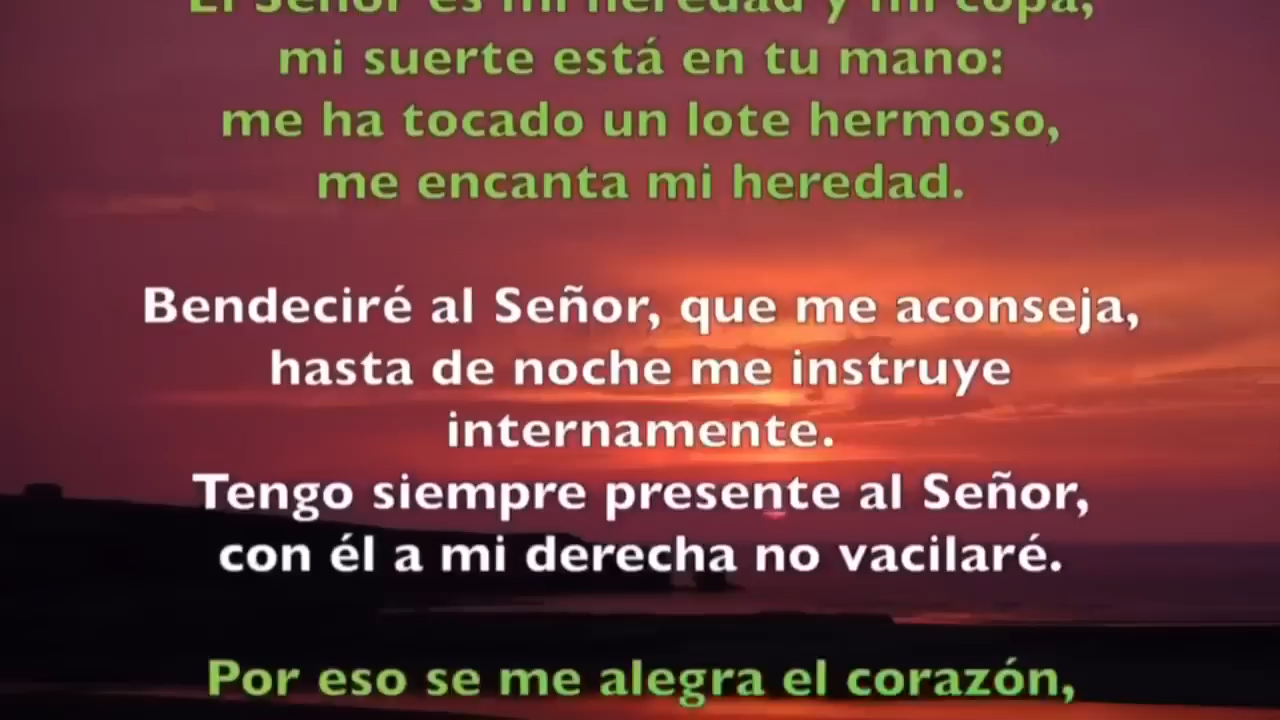 El Señor es mi heredad y mi copa,
mi suerte está en tu mano:
me ha tocado un lote hermoso,
me encanta mi heredad.
Bendeciré al Señor, que me aconseja,
hasta de noche me instruye
internamente.
Tengo siempre presente al Señor,
con él a mi derecha no vacilaré.
Por eso se me alegra el corazón,